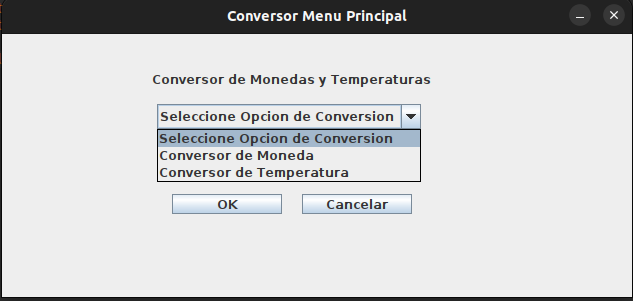 Conversor Menu Principal
Conversor de Monedas y Temperaturas
Seleccione Opcion de Conversion
Seleccione Opcion de Conversion
Conversor de Moneda
Conversor de Temperatura
OK Cancelar